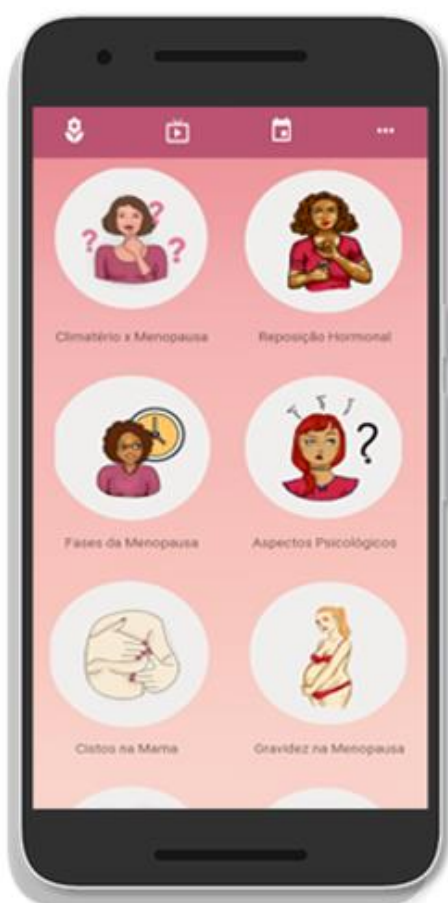 Climatério x Menopausa
Reposição Hormonal
Fases da Menopausa
Aspectos Psicológicos
Cistos na Mama
Gravidez na Menopausa